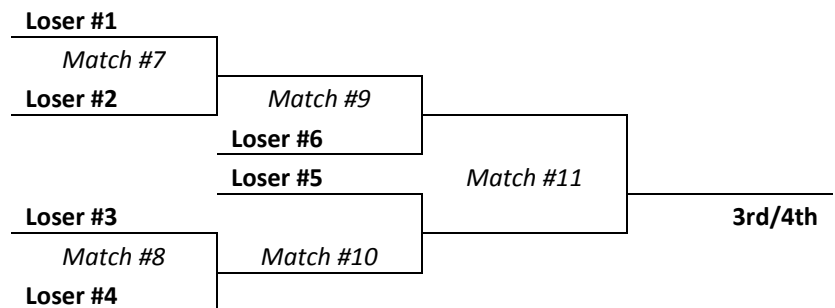 Loser #1
Match #7
Loser #2
Match #9
Loser #6
Loser #5
Match #11
Loser #3
3rd/4th
Match #8
Match #10
Loser #4